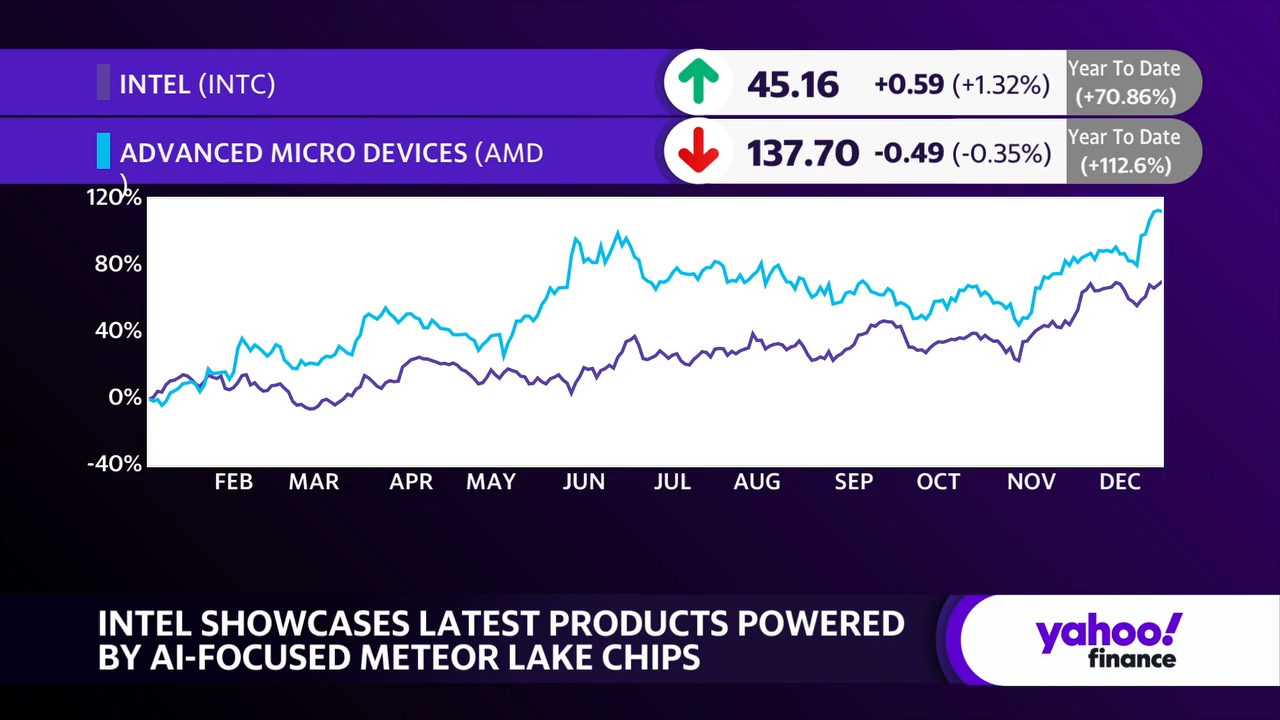 INTEL (INTC)
45.16 +0.59 (+1.32%)
Year To Date
(+70.86%)
ADVANCED MICRO DEVICES (AMD
)
137.70 -0.49 (-0.35%)
Year To Date
(+112.6%)
120%
80%
40%
0%
-40%
FEB MAR APR MAY JUN JUL AUG SEP OCT NOV DEC
INTEL SHOWCASES LATEST PRODUCTS POWERED
BY AI-FOCUSED METEOR LAKE CHIPS
yahoo!
finance